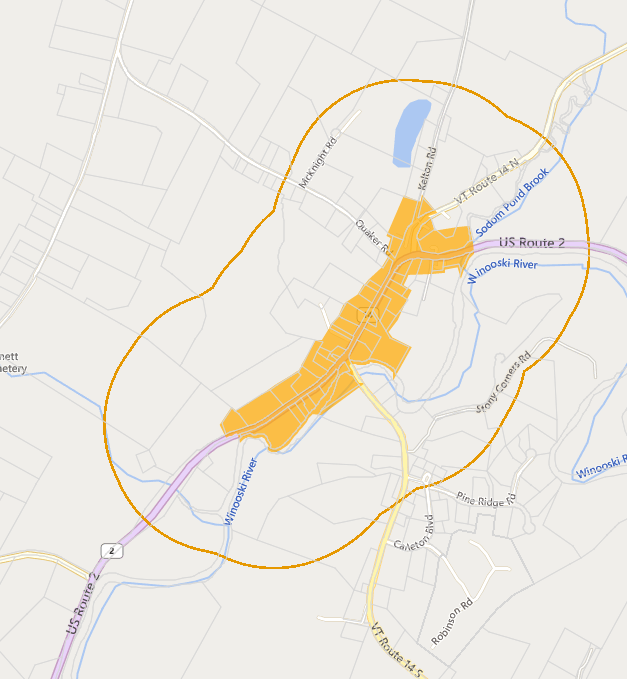 McKnight Rd
Kelton Rd
VT Route 14 N
Sodom Pond Brook
Quaker Rd
US Route 2
Winooski River
14
nett
netery
Stony Corners Rd
Winooski R
Winooski River
Pine Ridge Rd
Carleton Blvd
2
US Route 2
Robinson Rd
VT Route 14 S